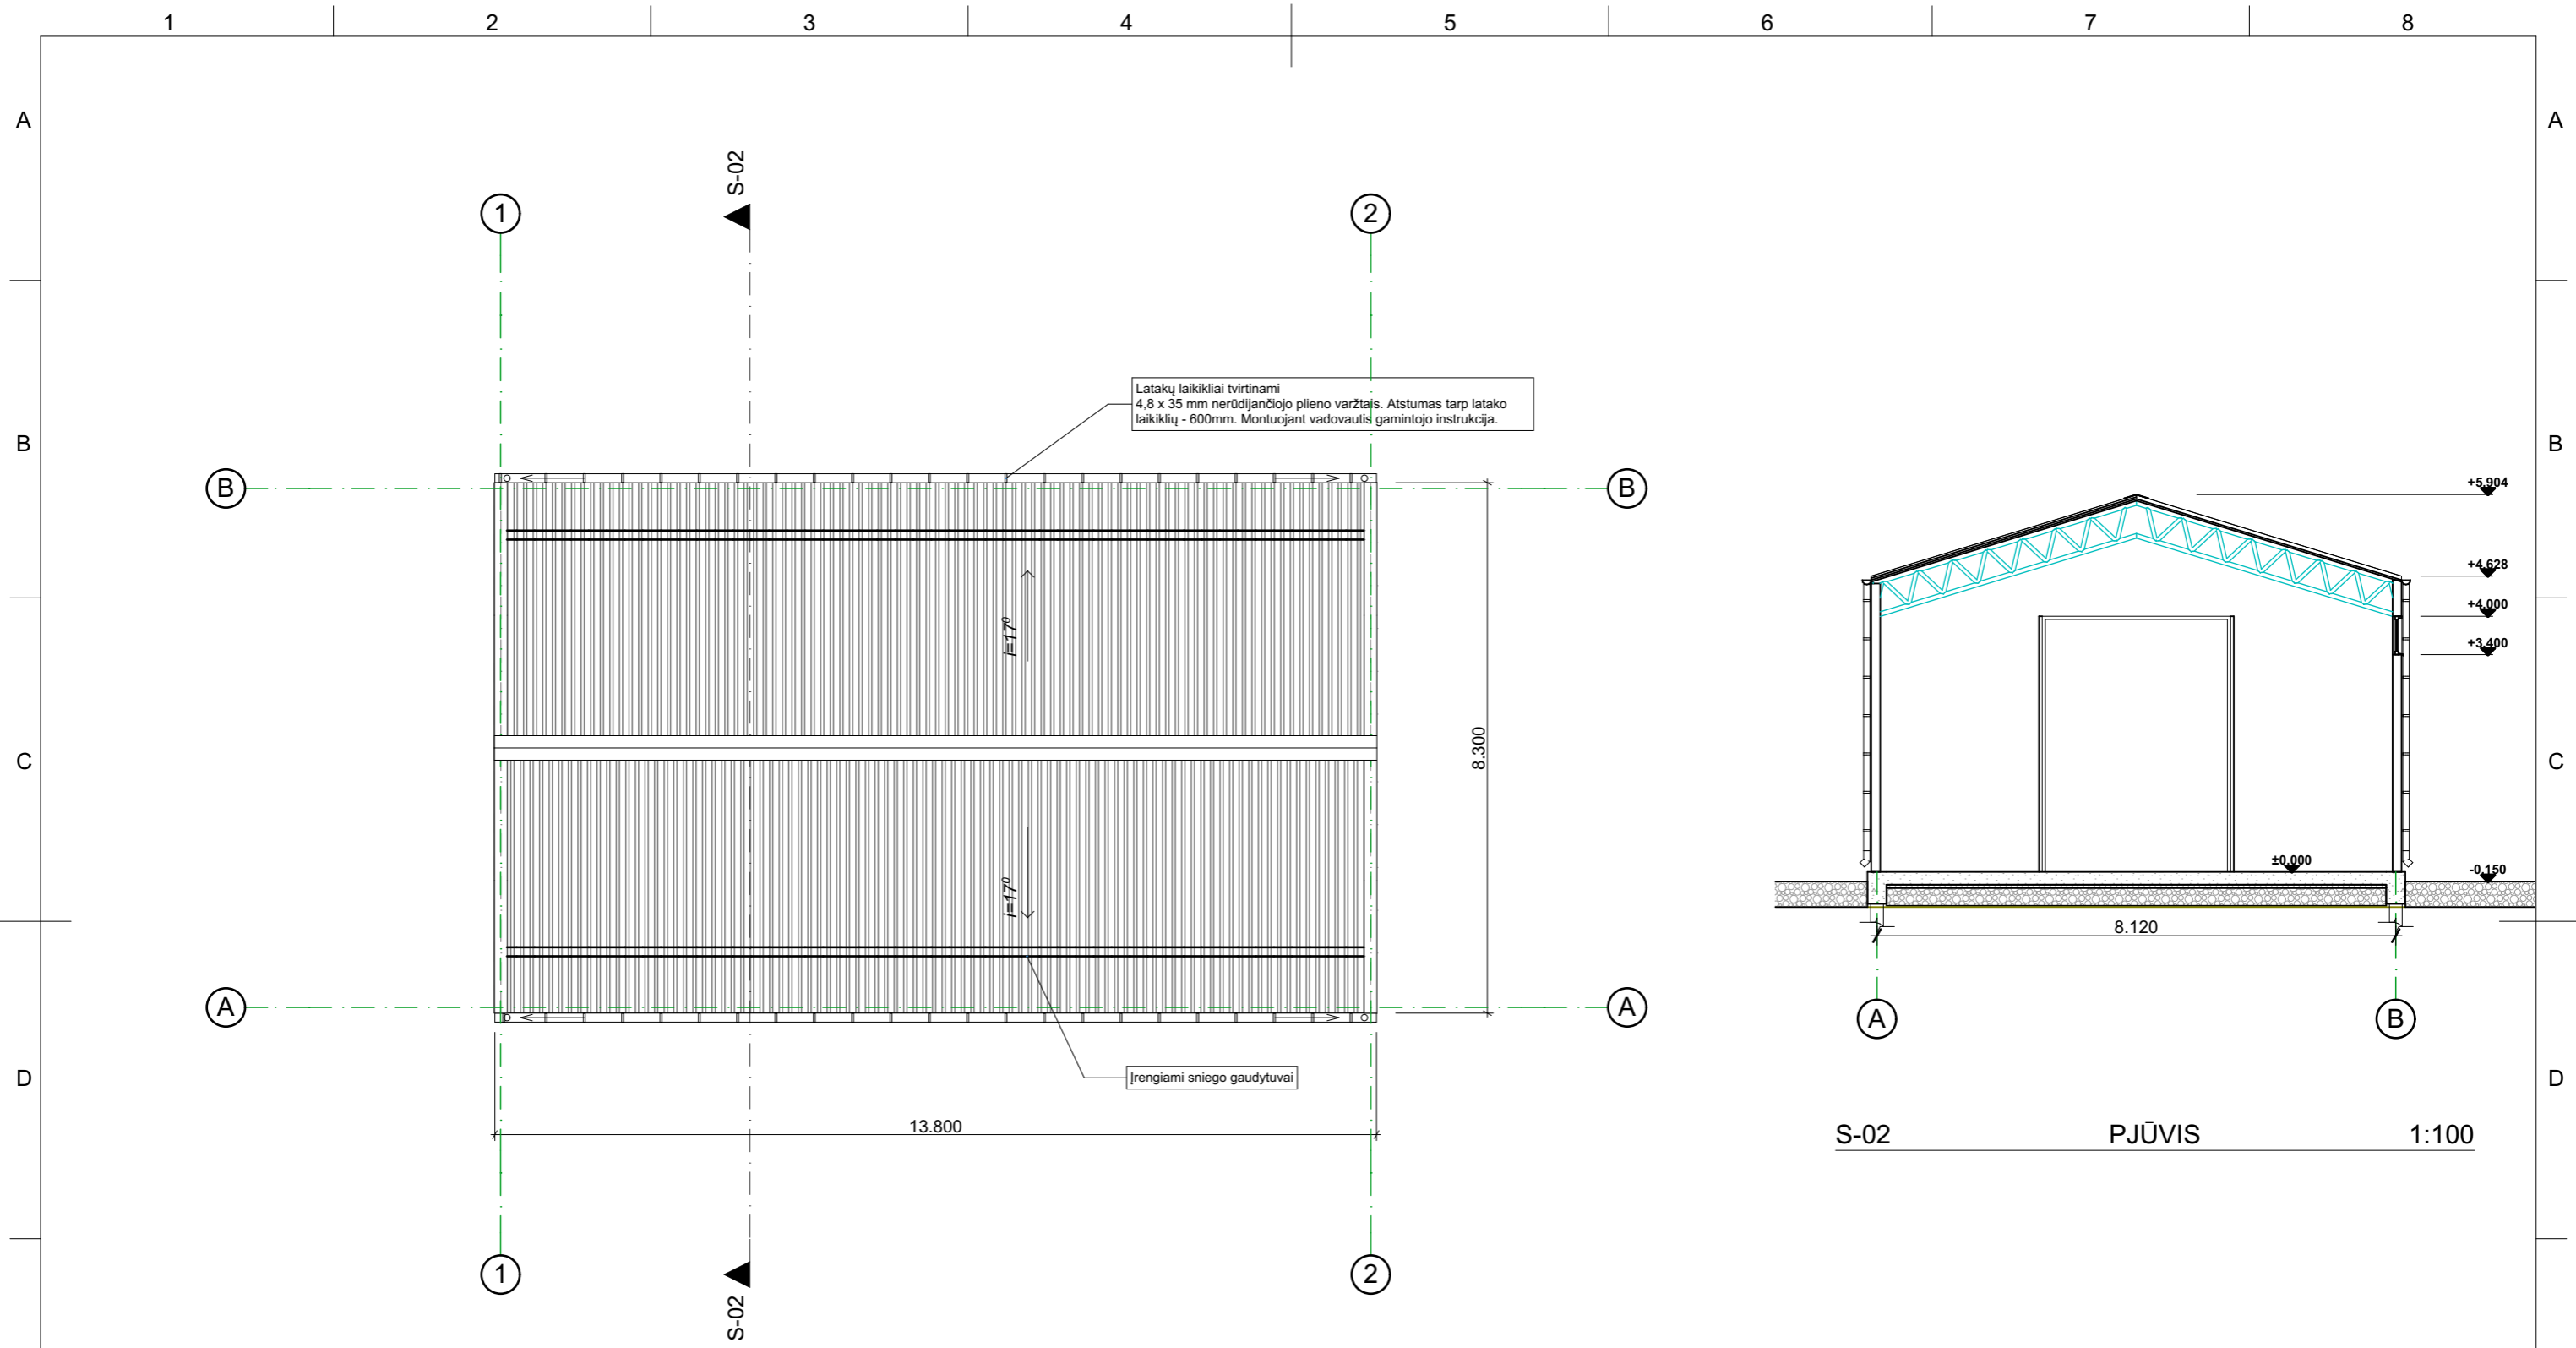 1 2 3 4 5 6 7 8
A A
S-02
1 2
Latakų laikikliai tvirtinami
4,8 x 35 mm nerūdijančiojo plieno varžtais. Atstumas tarp latako
laikiklių - 600mm. Montuojant vadovautis gamintojo instrukcija.
B B
B B
+5.904
+4.628
+4.000
+3.400
i=17⁰
8.300
C C
±0.000
-0.150
i=17⁰
8.120
A A
A B
Įrengiami sniego gaudytuvai
D D
13.800
S-02 PJŪVIS 1:100
1 2
S-02